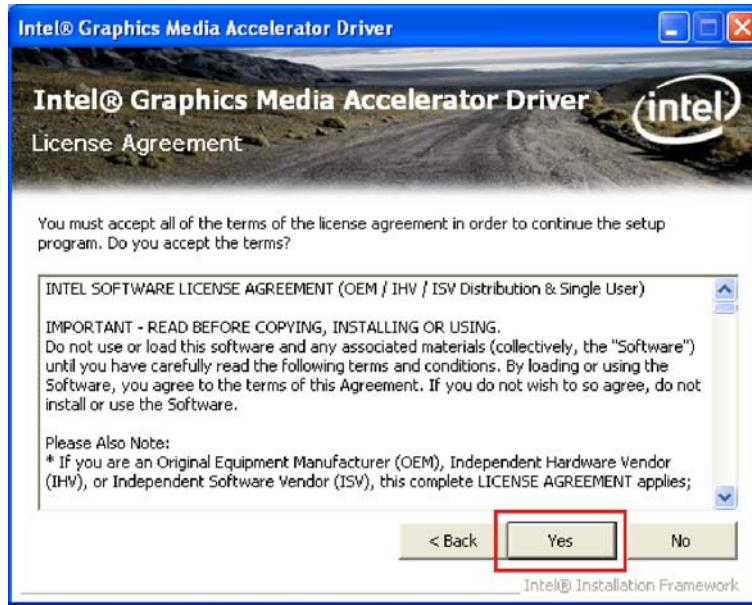 Intel® Graphics Media Accelerator Driver
Intel® Graphics Media Accelerator Driver
intel
License Agreement
You must accept all of the terms of the license agreement in order to continue the setup
program. Do you accept the terms?
INTEL SOFTWARE LICENSE AGREEMENT (OEM / IHV / ISV Distribution & Single User)
IMPORTANT - READ BEFORE COPYING, INSTALLING OR USING.
Do not use or load this software and any associated materials (collectively, the "Software")
until you have carefully read the following terms and conditions. By loading or using the
Software, you agree to the terms of this Agreement. If you do not wish to so agree, do not
install or use the Software.
Please Also Note:
* If you are an Original Equipment Manufacturer (OEM), Independent Hardware Vendor
(IHV), or Independent Software Vendor (ISV), this complete LICENSE AGREEMENT applies;
< Back
Yes
No
Intel® Installation Framework